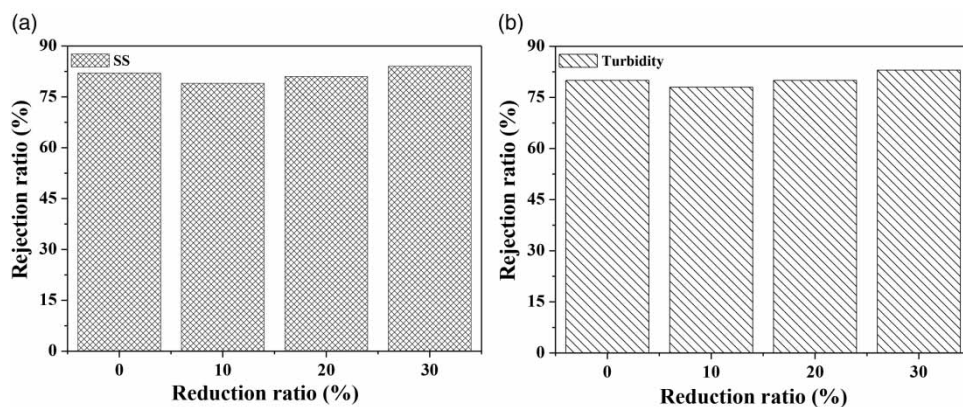 (a)
90
75
60
45
30
15
0
Rejection ratio (%)
SS
0 10 20 30
Reduction ratio (%)
(b)
90
75
60
45
30
15
0
Rejection ratio (%)
Turbidity
0 10 20 30
Reduction ratio (%)